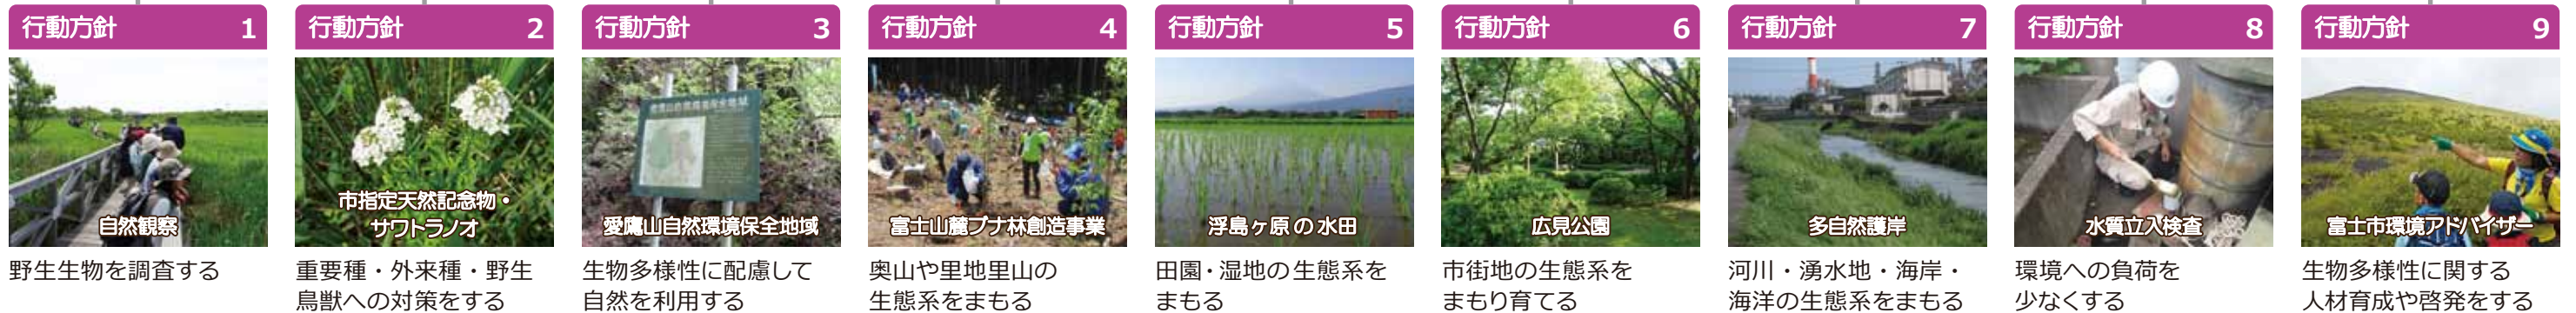 行動方針 1
自然観察
野生生物を調査する
行動方針 2
市指定天然記念物・
サワトラノオ
重要種・外来種・野生
鳥獣への対策をする
行動方針 3
愛鷹山自然環境保全地域
愛鷹山自然環境保全地域
生物多様性に配慮して
自然を利用する
行動方針 4
富士山麓ブナ林創造事業
奥山や里地里山の
生態系をまもる
行動方針 5
浮島ヶ原の水田
田園・湿地の生態系を
まもる
行動方針 6
広見公園
市街地の生態系を
まもり育てる
行動方針 7
多自然護岸
河川・湧水地・海岸・
海洋の生態系をまもる
行動方針 8
水質立入検査
環境への負荷を
少なくする
行動方針 9
富士市環境アドバイザー
生物多様性に関する
人材育成や啓発をする